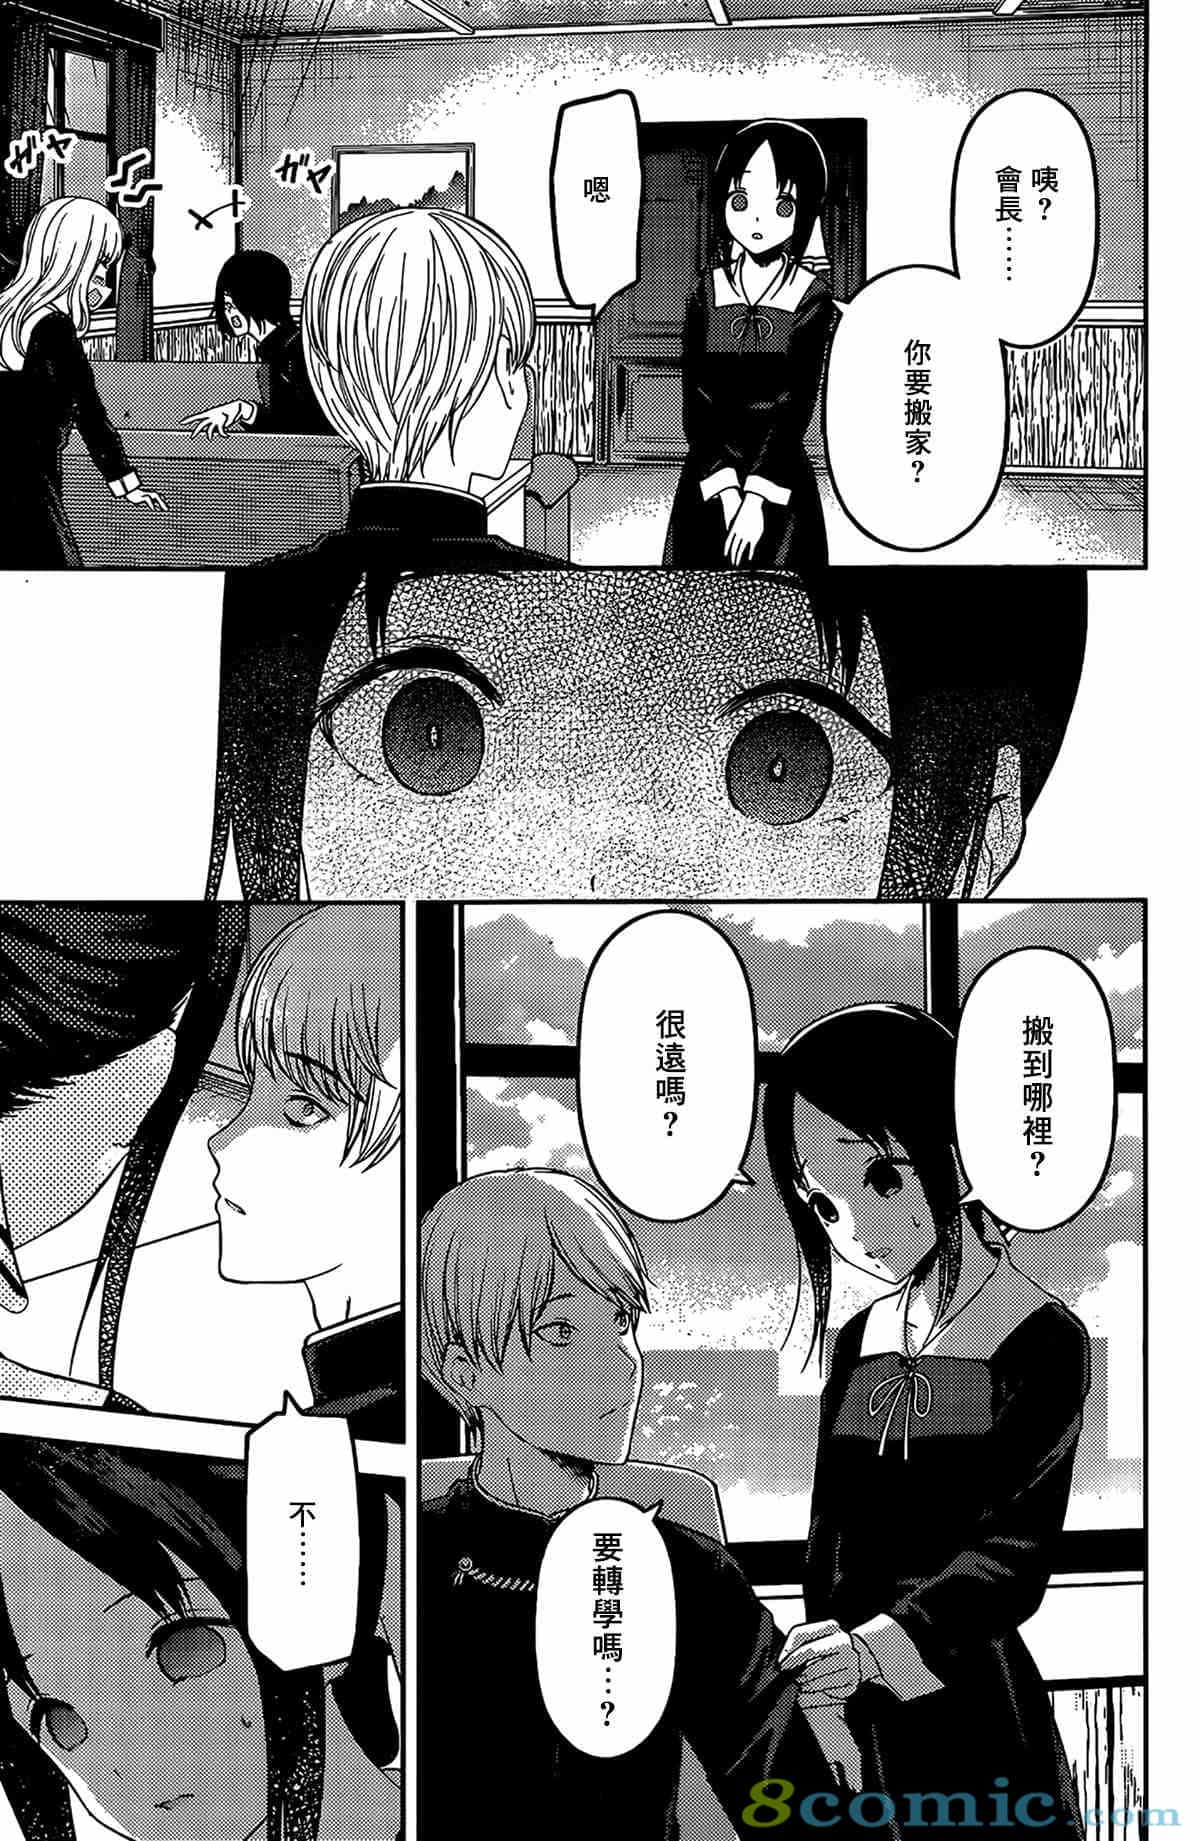 咦？
會長……
你要搬家？
嗯
ガヤ
ガヤ
搬到哪裡？
很遠嗎？
要轉學嗎…？
不……
8comic.com